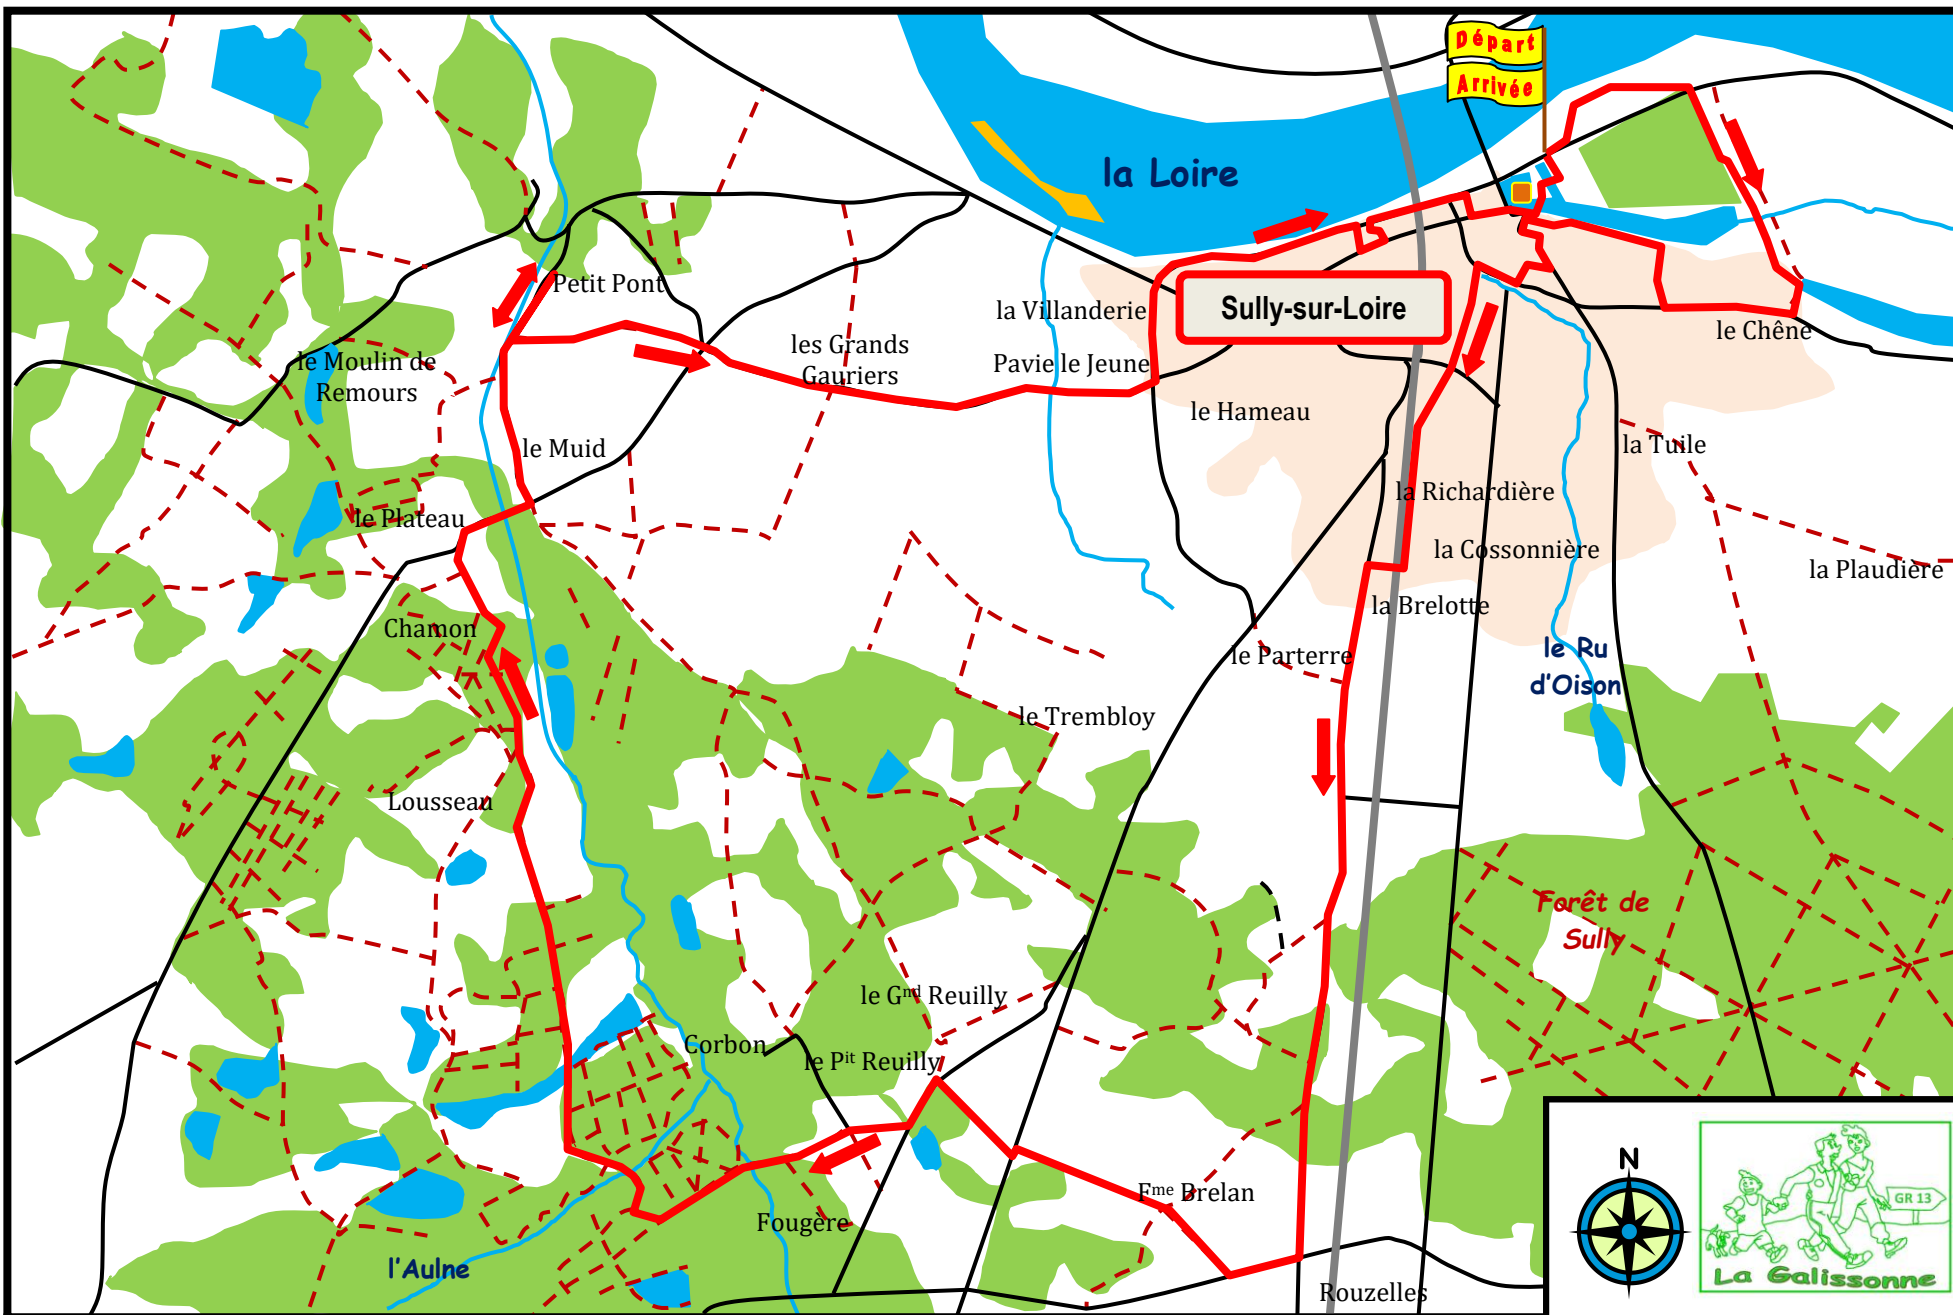 Départ
Arrivée
la Loire
Petit Pont
la Villanderie
Sully-sur-Loire
le Chêne
le Moulin de
Remours
les Grands
Gauriers
Pavie le Jeune
le Hameau
le Muid
la Tuile
le Plateau
la Richardière
la Cossonnière
la Plaudière
la Brelotte
Chamon
le Parterre
le Ru
d'Oison
le Trembloy
Lousseau
Forêt de
Sully
le Gnd Reuilly
Corbon
le Pit Reuilly
Fme Brelan
Fougère
l'Aulne
Rouzelles
N
GR 13
La Galissonne